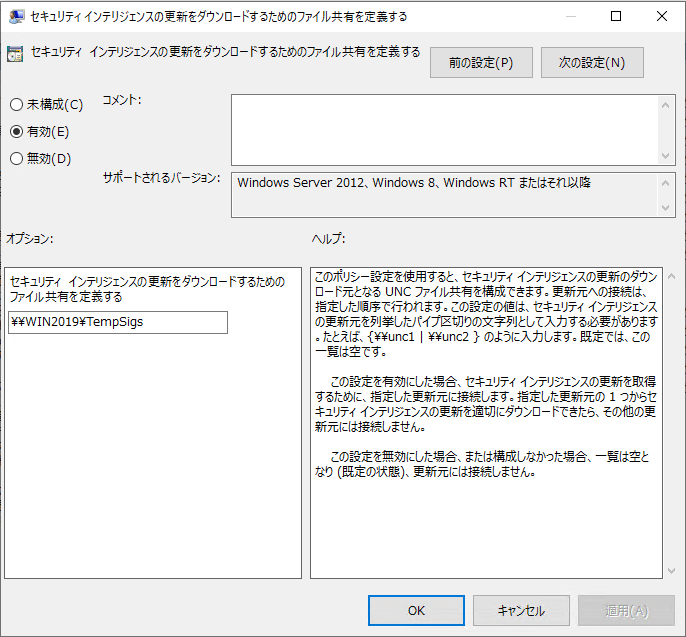 セキュリティ インテリジェンスの更新をダウンロードするためのファイル共有を定義する
セキュリティ インテリジェンスの更新をダウンロードするためのファイル共有を定義する
前の設定(P)
次の設定(N)
未構成(C)
有効(E)
無効(D)
コメント:
サポートされるバージョン:
Windows Server 2012、Windows 8、Windows RT またはそれ以降
オプション:
ヘルプ:
セキュリティ インテリジェンスの更新をダウンロードするための
ファイル共有を定義する
¥¥WIN2019¥TempSigs
このポリシー設定を使用すると、セキュリティ インテリジェンスの更新のダウン
ロード元となる UNC ファイル共有を構成できます。更新元への接続は、
指定した順序で行われます。この設定の値は、セキュリティ インテリジェンス
の更新元を列挙したパイプ区切りの文字列として入力する必要があります
。たとえば、{¥¥unc1 | ¥¥unc2 } のように入力します。既定では、この
一覧は空です。
この設定を有効にした場合、セキュリティ インテリジェンスの更新を取得
するために、指定した更新元に接続します。指定した更新元の 1 つからセ
キュリティ インテリジェンスの更新を適切にダウンロードできたら、その他の更
新元には接続しません。
この設定を無効にした場合、または構成しなかった場合、一覧は空と
なり (既定の状態)、更新元には接続しません。
OK
キャンセル
適用(A)